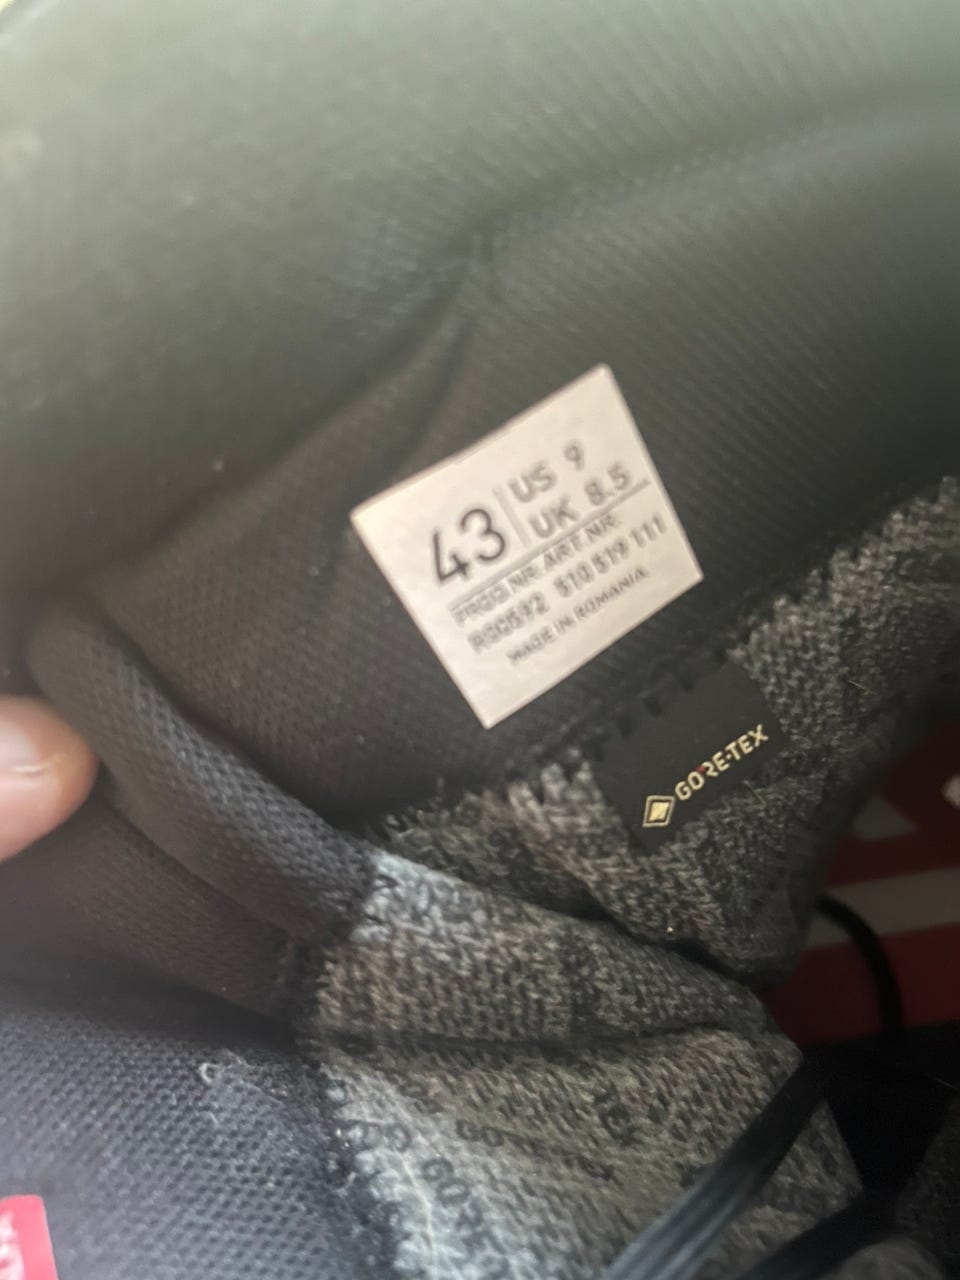 43
US 9
UK 8.5
PROD NR. ART.NR.
510 519 111
MADE IN ROMANIA
GORE-TEX